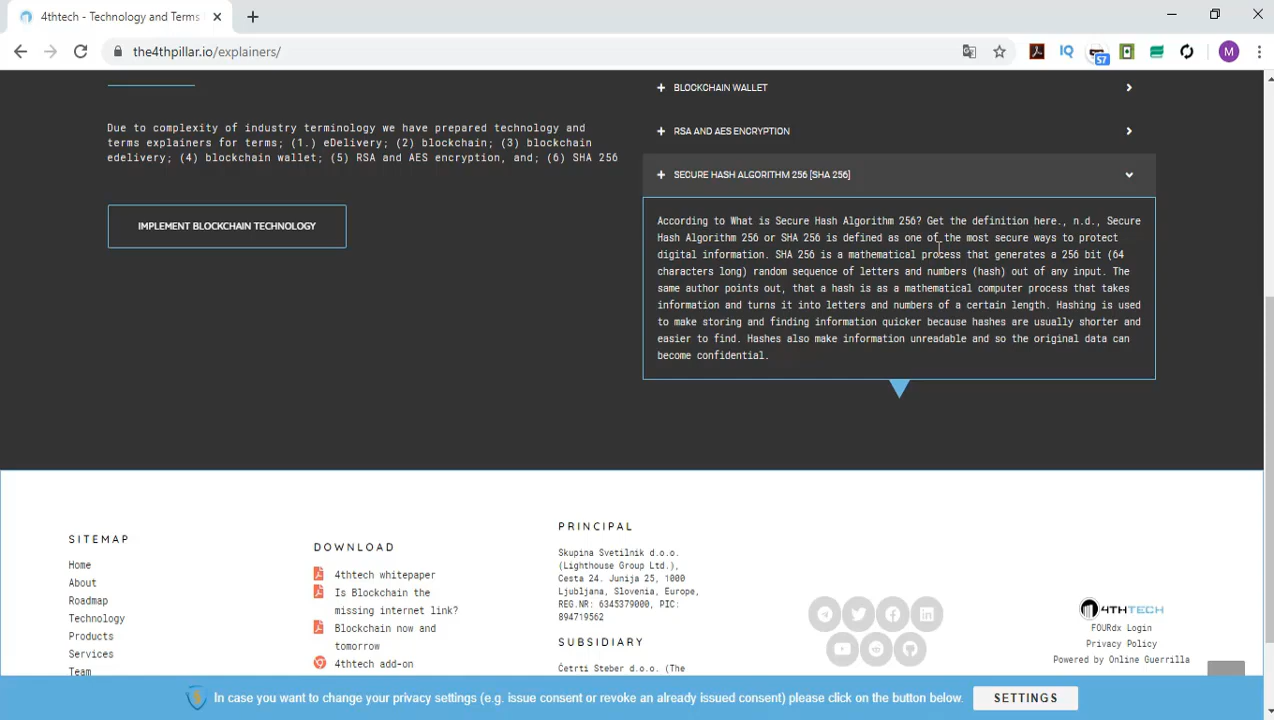 4thtech - Technology and Terms
the4thpillar.io/explainers/
57
M
Due to complexity of industry terminology we have prepared technology and
terms explainers for terms; (1.) eDelivery; (2) blockchain; (3) blockchain
edelivery; (4) blockchain wallet; (5) RSA and AES encryption, and; (6) SHA 256
IMPLEMENT BLOCKCHAIN TECHNOLOGY
BLOCKCHAIN WALLET
RSA AND AES ENCRYPTION
SECURE HASH ALGORITHM 256 [SHA 256]
According to What is Secure Hash Algorithm 256? Get the definition here., n.d., Secure
Hash Algorithm 256 or SHA 256 is defined as one of the most secure ways to protect
digital information. SHA 256 is a mathematical process that generates a 256 bit (64
characters long) random sequence of letters and numbers (hash) out of any input. The
same author points out, that a hash is as a mathematical computer process that takes
information and turns it into letters and numbers of a certain length. Hashing is used
to make storing and finding information quicker because hashes are usually shorter and
easier to find. Hashes also make information unreadable and so the original data can
become confidential.
SITEMAP
Home
About
Roadmap
Technology
Products
Services
Team
DOWNLOAD
4thtech whitepaper
Is Blockchain the
missing internet link?
Blockchain now and
tomorrow
4thtech add-on
PRINCIPAL
Skupina Svetilnik d.o.o.
(Lighthouse Group Ltd.),
Cesta 24. Junija 25, 1000
Ljubljana, Slovenia, Europe,
REG.NR: 6345379000, PIC:
894719562
SUBSIDIARY
Četrti Steber d.o.o. (The
4THTECH
FOURdx Login
Privacy Policy
Powered by Online Guerrilla
In case you want to change your privacy settings (e.g. issue consent or revoke an already issued consent) please click on the button below.
SETTINGS